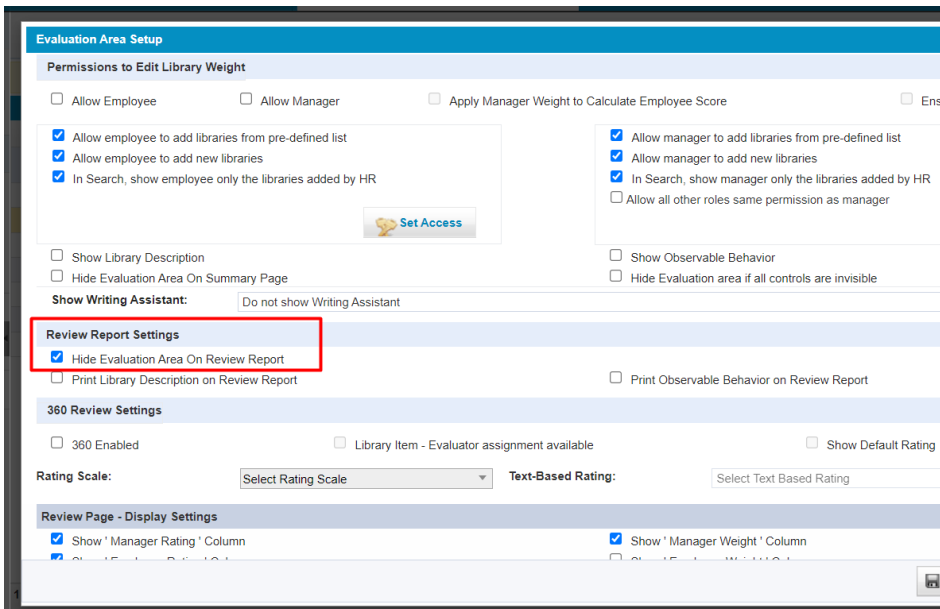 Evaluation Area Setup
Permissions to Edit Library Weight
Allow Employee Allow Manager Apply Manager Weight to Calculate Employee Score Ens
Allow employee to add libraries from pre-defined list Allow manager to add libraries from pre-defined list
Allow employee to add new libraries Allow manager to add new libraries
In Search, show employee only the libraries added by HR In Search, show manager only the libraries added by HR
Allow all other roles same permission as manager
Set Access
Show Library Description Show Observable Behavior
Hide Evaluation Area On Summary Page Hide Evaluation area if all controls are invisible
Show Writing Assistant: Do not show Writing Assistant
Review Report Settings
Hide Evaluation Area On Review Report
Print Library Description on Review Report Print Observable Behavior on Review Report
360 Review Settings
360 Enabled Library Item - Evaluator assignment available Show Default Rating
Rating Scale: Select Rating Scale Text-Based Rating: Select Text Based Rating
Review Page - Display Settings
Show ' Manager Rating ' Column Show ' Manager Weight ' Column